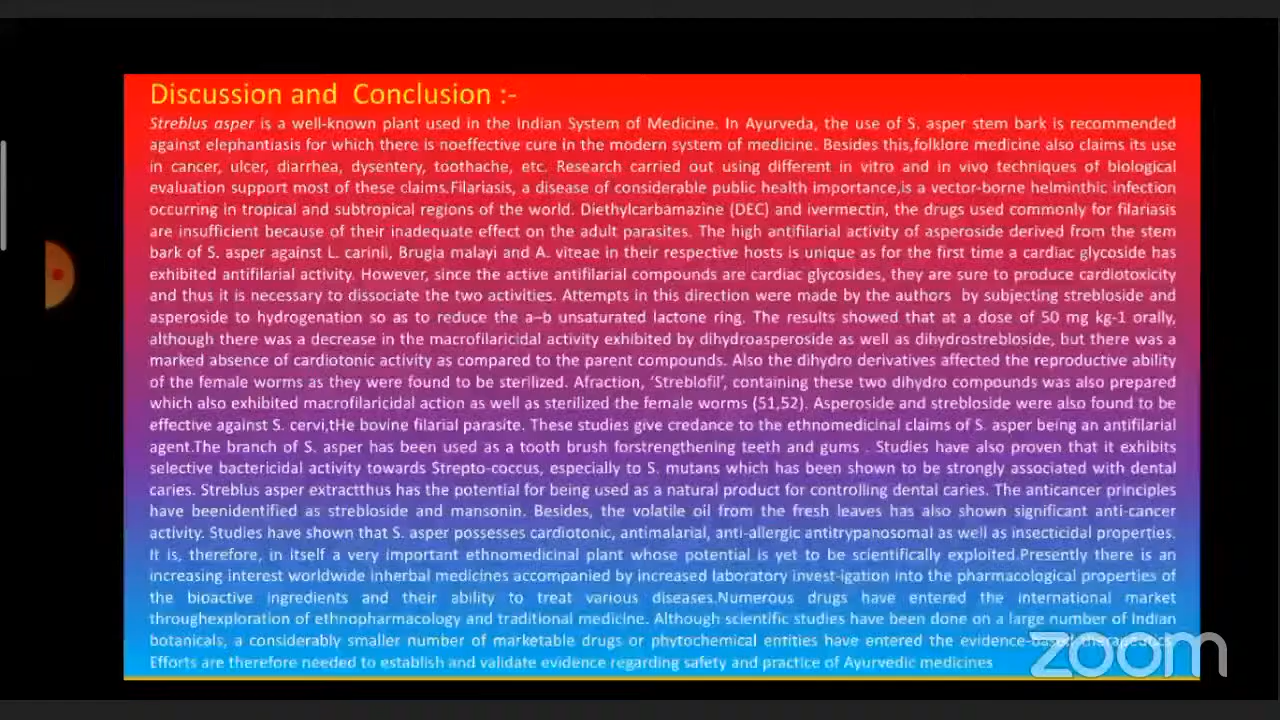 Discussion and  Conclusion :-
Streblus asper is a well-known plant used in the Indian System of Medicine. In Ayurveda, the use of S. asper stem bark is recommended
against elephantiasis for which there is noeffective cure in the modern system of medicine. Besides this,folklore medicine also claims its use
in cancer, ulcer, diarrhea, dysentery, toothache, etc. Research carried out using different in vitro and in vivo techniques of biological
evaluation support most of these claims.Filariasis, a disease of considerable public health importance,is a vector-borne helminthic infection
occurring in tropical and subtropical regions of the world. Diethylcarbamazine (DEC) and ivermectin, the drugs used commonly for filariasis
are insufficient because of their inadequate effect on the adult parasites. The high antifilarial activity of asperoside derived from the stem
bark of S. asper against L. carinii, Brugia malayi and A. viteae in their respective hosts is unique as for the first time a cardiac glycoside has
exhibited antifilarial activity. However, since the active antifilarial compounds are cardiac glycosides, they are sure to produce cardiotoxicity
and thus it is necessary to dissociate the two activities. Attempts in this direction were made by the authors  by subjecting strebloside and
asperoside to hydrogenation so as to reduce the a–b unsaturated lactone ring. The results showed that at a dose of 50 mg kg-1 orally,
although there was a decrease in the macrofilaricidal activity exhibited by dihydroasperoside as well as dihydrostrebloside, but there was a
marked absence of cardiotonic activity as compared to the parent compounds. Also the dihydro derivatives affected the reproductive ability
of the female worms as they were found to be sterilized. Afraction, ‘Streblofil’, containing these two dihydro compounds was also prepared
which also exhibited macrofilaricidal action as well as sterilized the female worms (51,52). Asperoside and strebloside were also found to be
effective against S. cervi,tHe bovine filarial parasite. These studies give credance to the ethnomedicinal claims of S. asper being an antifilarial
agent.The branch of S. asper has been used as a tooth brush forstrengthening teeth and gums . Studies have also proven that it exhibits
selective bactericidal activity towards Strepto-coccus, especially to S. mutans which has been shown to be strongly associated with dental
caries. Streblus asper extractthus has the potential for being used as a natural product for controlling dental caries. The anticancer principles
have beenidentified as strebloside and mansonin. Besides, the volatile oil from the fresh leaves has also shown significant anti-cancer
activity. Studies have shown that S. asper possesses cardiotonic, antimalarial, anti-allergic antitrypanosomal as well as insecticidal properties.
It is, therefore, in itself a very important ethnomedicinal plant whose potential is yet to be scientifically exploited.Presently there is an
increasing interest worldwide inherbal medicines accompanied by increased laboratory invest-igation into the pharmacological properties of
the bioactive ingredients and their ability to treat various diseases.Numerous drugs have entered the international market
throughexploration of ethnopharmacology and traditional medicine. Although scientific studies have been done on a large number of Indian
botanicals, a considerably smaller number of marketable drugs or phytochemical entities have entered the evidence-based therapeutics.
Efforts are therefore needed to establish and validate evidence regarding safety and practice of Ayurvedic medicines
zoom